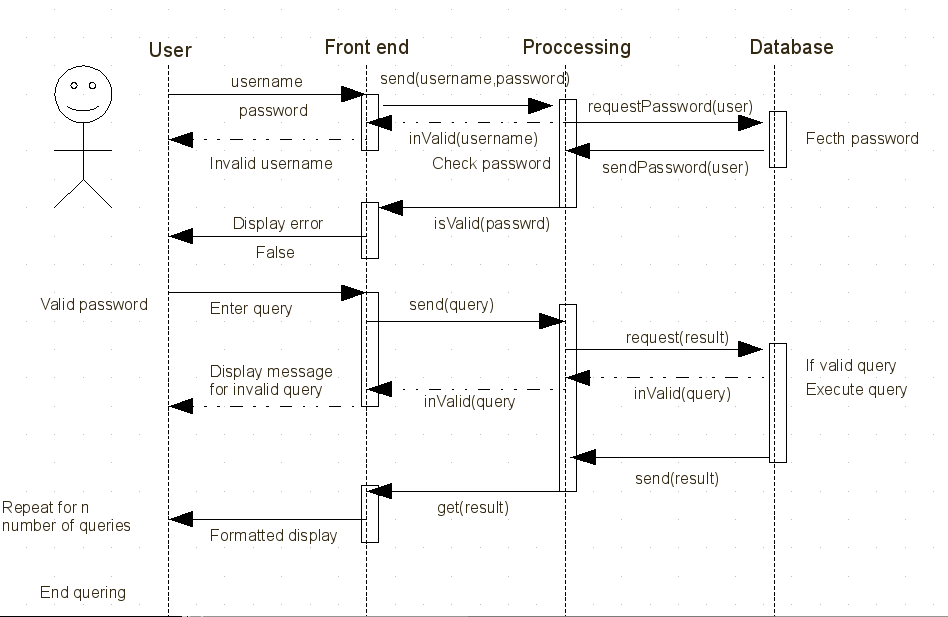 User
Front end
Proccessing
Database
username
password
send(username,password)
requestPassword(user)
Fecth password
inValid(username)
Invalid username
Check password
sendPassword(user)
Display error
isValid(passwrd)
False
Valid password
Enter query
send(query)
request(result)
If valid query
Execute query
Display message
for invalid query
inValid(query
inValid(query)
send(result)
Repeat for n
number of queries
get(result)
Formatted display
End quering